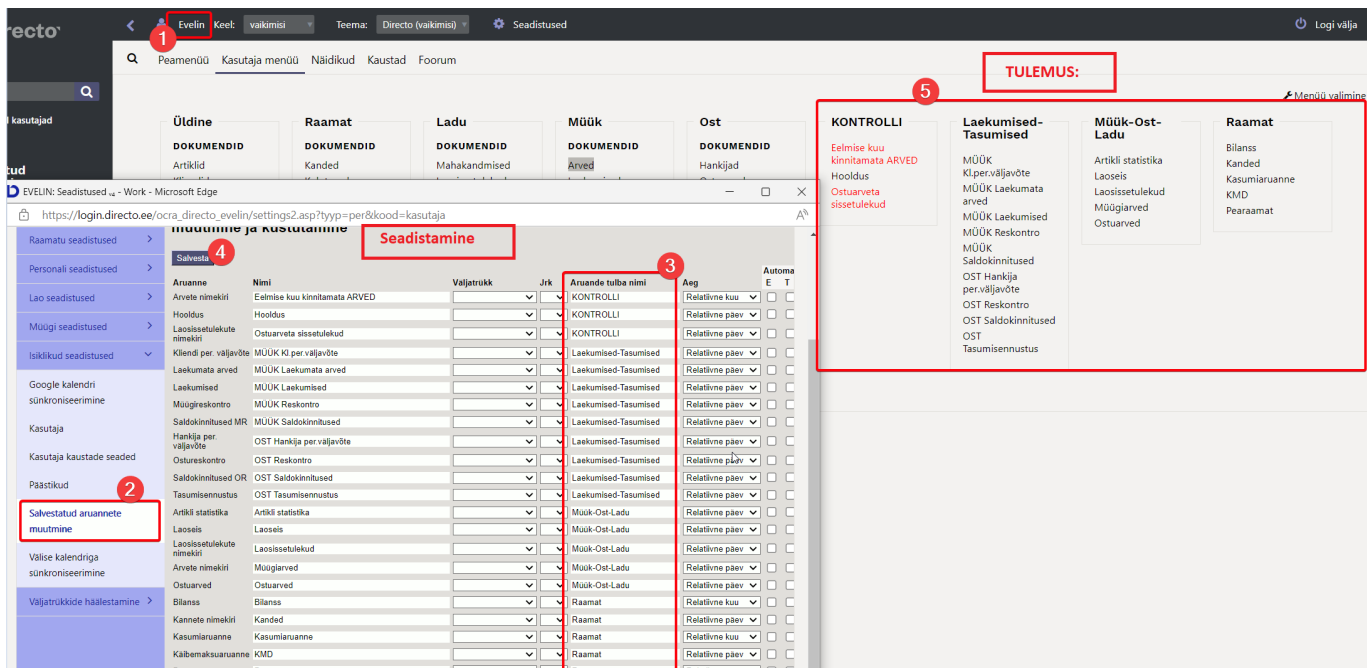 recto
Evelin Keel: vaikimisi Teema: Directo (vaikimisi) Seadistused Logi välja
1
Peamenüü Kasutaja menüü Näidikud Kaustad Foorum
TULEMUS:
5
Menüü valimine
kasutajad
tud
Üldine
DOKUMENDID
Artiklid
Raamat
DOKUMENDID
Kanded
Ladu
DOKUMENDID
Mahakandmised
Müük
DOKUMENDID
Arved
Ost
DOKUMENDID
Hankijad
KONTROLLI
Eelmise kuu
kinnitamata ARVED
Hooldus
Ostuarveta
sissetulekud
Laekumised-
Tasumised
MÜÜK
Kl.per.väljavõte
MÜÜK Laekumata
arved
MÜÜK Laekumised
MÜÜK Reskontro
MÜÜK
Saldokinnitused
OST Hankija
per.väljavõte
OST Reskontro
OST Saldokinnitused
OST
Tasumisennustus
Müük-Ost-
Ladu
Artikli statistika
Laoseis
Laosissetulekud
Müügiarved
Ostuarved
Raamat
Bilanss
Kanded
Kasumiaruanne
KMD
Pearaamat
EVELIN: Seadistused v4 - Work - Microsoft Edge
https://login.directo.ee/ocra_directo_evelin/settings2.asp?tyyp=per&kood=kasutaja
Raamatu seadistused
Personali seadistused
Lao seadistused
Müügi seadistused
Isiklikud seadistused
Google kalendri
sünkroniseerimine
Kasutaja
Kasutaja kaustade seaded
Päästikud
2
Salvestatud aruannete
muutmine
Välise kalendriga
sünkroniseerimine
Väljatrükkide häälestamine
muutmine ja kustutamine
Seadistamine
Salvesta
4
3
Automa
Aruanne Nimi Väljatrükk Jrk Aruande tulba nimi Aeg E T
Arvete nimekiri Eelmise kuu kinnitamata ARVED KONTROLLI Relatiivne kuu
Hooldus Hooldus KONTROLLI Relatiivne päev
Laosissetulekute
nimekiri Ostuarveta sissetulekud KONTROLLI Relatiivne päev
Kliendi per. väljavõte MÜÜK Kl.per.väljavõte Laekumised-Tasumised Relatiivne päev
Laekumata arved MÜÜK Laekumata arved Laekumised-Tasumised Relatiivne päev
Laekumised MÜÜK Laekumised Laekumised-Tasumised Relatiivne päev
Müügireskontro MÜÜK Reskontro Laekumised-Tasumised Relatiivne päev
Saldokinnitused MR MÜÜK Saldokinnitused Laekumised-Tasumised Relatiivne päev
Hankija per.
väljavõte OST Hankija per.väljavõte Laekumised-Tasumised Relatiivne päev
Ostureskontro OST Reskontro Laekumised-Tasumised Relatiivne päev
Saldokinnitused OR OST Saldokinnitused Laekumised-Tasumised Relatiivne päev
Tasumisennustus OST Tasumisennustus Laekumised-Tasumised Relatiivne päev
Artikli statistika Artikli statistika Müük-Ost-Ladu Relatiivne päev
Laoseis Laoseis Müük-Ost-Ladu Relatiivne päev
Laosissetulekute
nimekiri Laosissetulekud Müük-Ost-Ladu Relatiivne päev
Arvete nimekiri Müügiarved Müük-Ost-Ladu Relatiivne päev
Ostuarved Ostuarved Müük-Ost-Ladu Relatiivne päev
Bilanss Bilanss Raamat Relatiivne kuu
Kannete nimekiri Kanded Raamat Relatiivne päev
Kasumiaruanne Kasumiaruanne Raamat Relatiivne kuu
Käibemaksuaruanne KMD Raamat Relatiivne päev